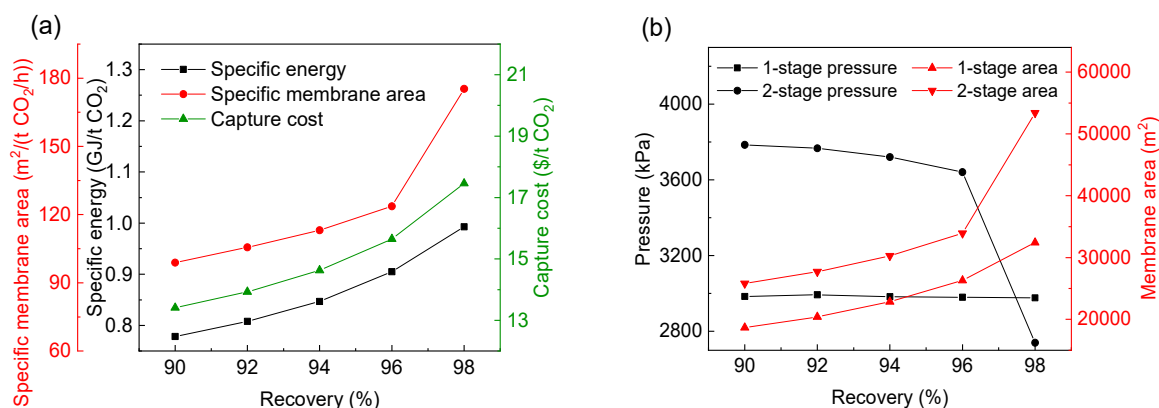 (a)
Specific membrane area (m²/(t CO₂/h))
180
150
120
90
60
Specific energy (GJ/t CO₂)
1.3
1.2
1.1
1.0
0.9
0.8
Specific energy
Specific membrane area
Capture cost
21
19
17
15
13
Capture cost ($/t CO₂)
90 92 94 96 98
Recovery (%)
(b)
Pressure (kPa)
4000
3600
3200
2800
1-stage pressure 1-stage area
2-stage pressure 2-stage area
60000
50000
40000
30000
20000
Membrane area (m²)
90 92 94 96 98
Recovery (%)